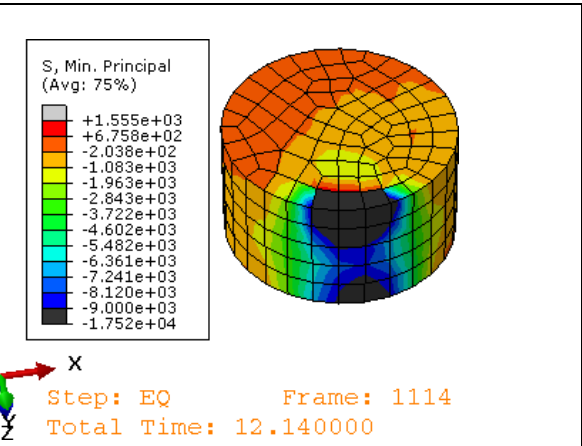 S, Min. Principal
(Avg: 75%)
+1.555e+03
+6.758e+02
-2.038e+02
-1.083e+03
-1.963e+03
-2.843e+03
-3.722e+03
-4.602e+03
-5.482e+03
-6.361e+03
-7.241e+03
-8.120e+03
-9.000e+03
-1.752e+04
X
Y
Z
Step: EQ Frame: 1114
Total Time: 12.140000